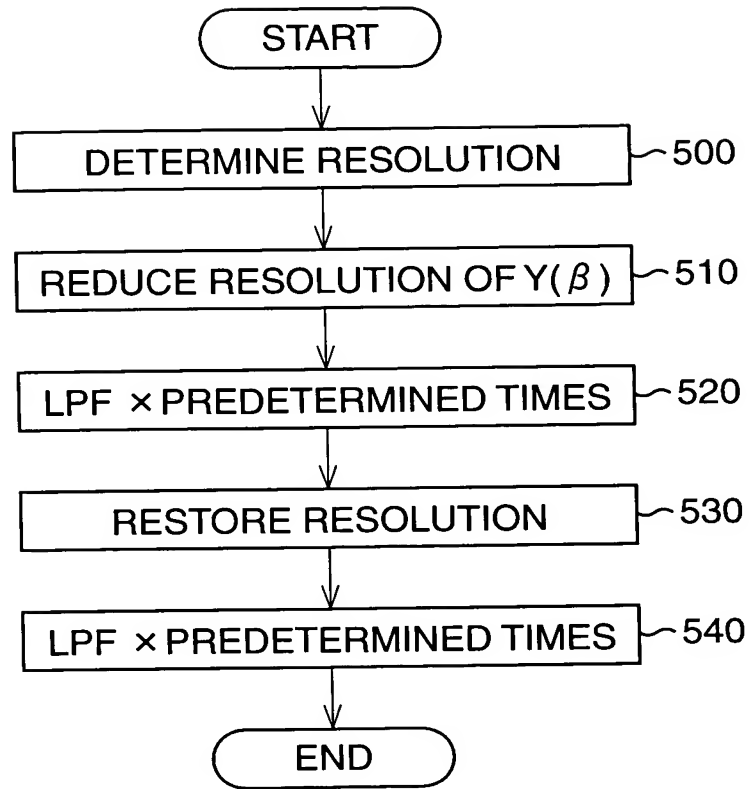 START
DETERMINE RESOLUTION 500
REDUCE RESOLUTION OF Y(β) 510
LPF × PREDETERMINED TIMES 520
RESTORE RESOLUTION 530
LPF × PREDETERMINED TIMES 540
END